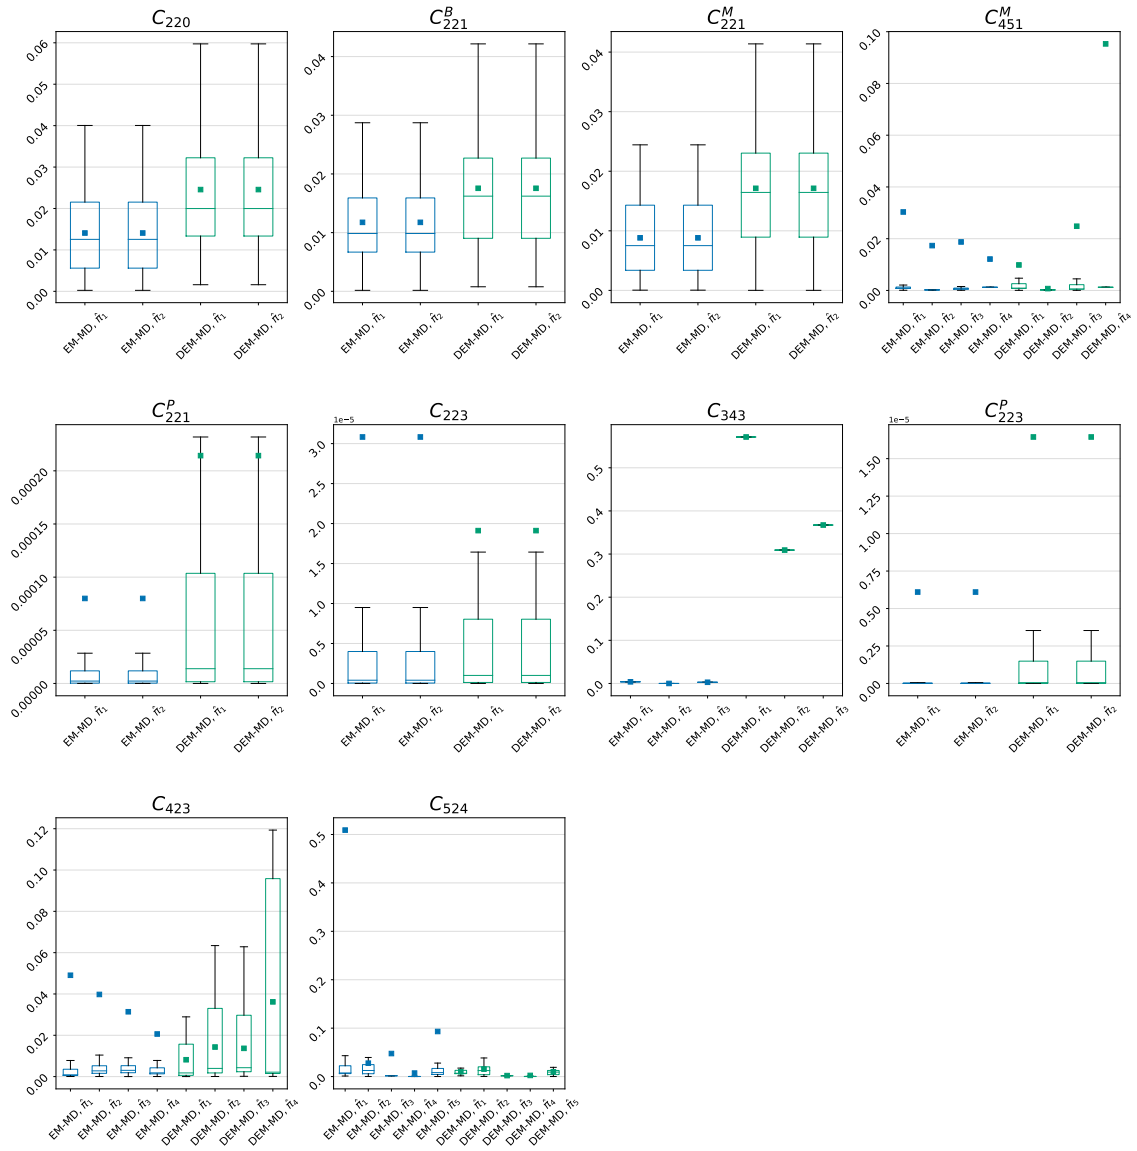 C220
0.06
0.05
0.04
0.03
0.02
0.01
0.00
EM-MD, π̂1
EM-MD, π̂2
DEM-MD, π̂1
DEM-MD, π̂2
C^B_221
0.04
0.03
0.02
0.01
0.00
EM-MD, π̂1
EM-MD, π̂2
DEM-MD, π̂1
DEM-MD, π̂2
C^M_221
0.04
0.03
0.02
0.01
0.00
EM-MD, π̂1
EM-MD, π̂2
DEM-MD, π̂1
DEM-MD, π̂2
C^M_451
0.10
0.08
0.06
0.04
0.02
0.00
EM-MD, π̂1
EM-MD, π̂2
EM-MD, π̂3
EM-MD, π̂4
DEM-MD, π̂1
DEM-MD, π̂2
DEM-MD, π̂3
DEM-MD, π̂4
C^P_221
0.00020
0.00015
0.00010
0.00005
0.00000
EM-MD, π̂1
EM-MD, π̂2
DEM-MD, π̂1
DEM-MD, π̂2
C223
1e-5
3.0
2.5
2.0
1.5
1.0
0.5
0.0
EM-MD, π̂1
EM-MD, π̂2
DEM-MD, π̂1
DEM-MD, π̂2
C343
0.5
0.4
0.3
0.2
0.1
0.0
EM-MD, π̂1
EM-MD, π̂2
EM-MD, π̂3
DEM-MD, π̂1
DEM-MD, π̂2
DEM-MD, π̂3
C^P_223
1e-5
1.50
1.25
1.00
0.75
0.50
0.25
0.00
EM-MD, π̂1
EM-MD, π̂2
DEM-MD, π̂1
DEM-MD, π̂2
C423
0.12
0.10
0.08
0.06
0.04
0.02
0.00
EM-MD, π̂1
EM-MD, π̂2
EM-MD, π̂3
EM-MD, π̂4
DEM-MD, π̂1
DEM-MD, π̂2
DEM-MD, π̂3
DEM-MD, π̂4
C524
0.5
0.4
0.3
0.2
0.1
0.0
EM-MD, π̂1
EM-MD, π̂2
EM-MD, π̂3
EM-MD, π̂4
EM-MD, π̂5
DEM-MD, π̂1
DEM-MD, π̂2
DEM-MD, π̂3
DEM-MD, π̂4
DEM-MD, π̂5